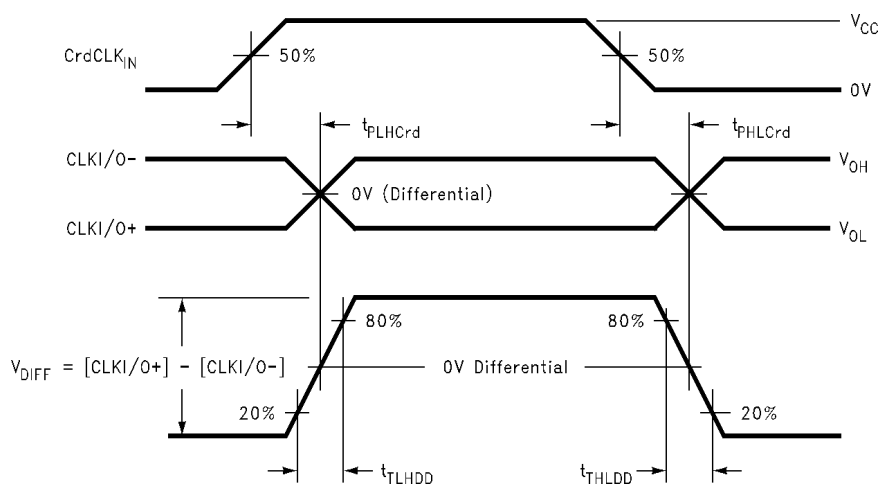 V_CC
CrdCLK_IN
50%
50%
0V
t_PLHCrd
t_PHLCrd
CLKI/O-
V_OH
0V (Differential)
CLKI/O+
V_OL
80%
80%
V_DIFF = [CLKI/O+] - [CLKI/O-]
0V Differential
20%
20%
t_TLHDD
t_THLDD